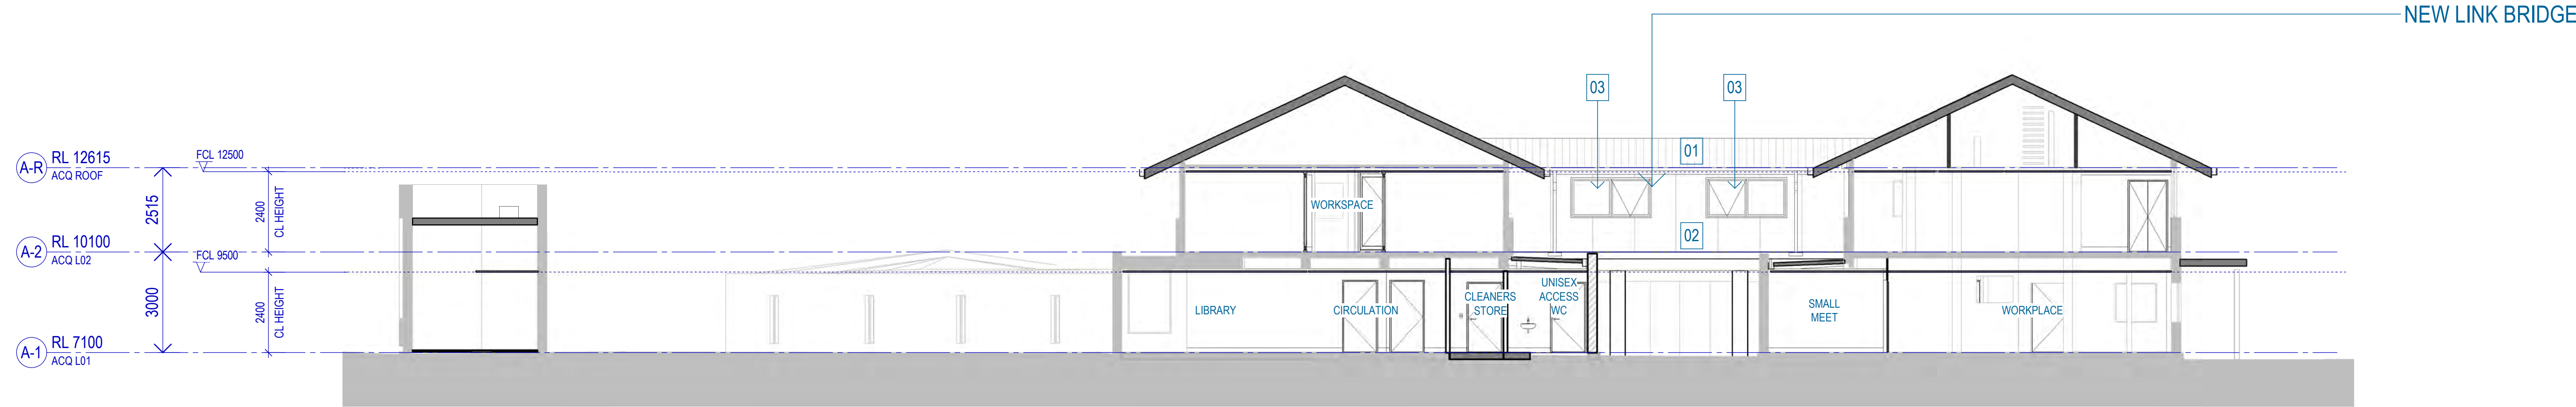 NEW LINK BRIDGE
03
03
01
A-R
RL 12615
ACQ ROOF
FCL 12500
2515
2400
CL HEIGHT
WORKSPACE
02
A-2
RL 10100
ACQ L02
FCL 9500
3000
2400
CL HEIGHT
LIBRARY
CIRCULATION
CLEANERS
STORE
UNISEX
ACCESS
WC
SMALL
MEET
WORKPLACE
A-1
RL 7100
ACQ L01